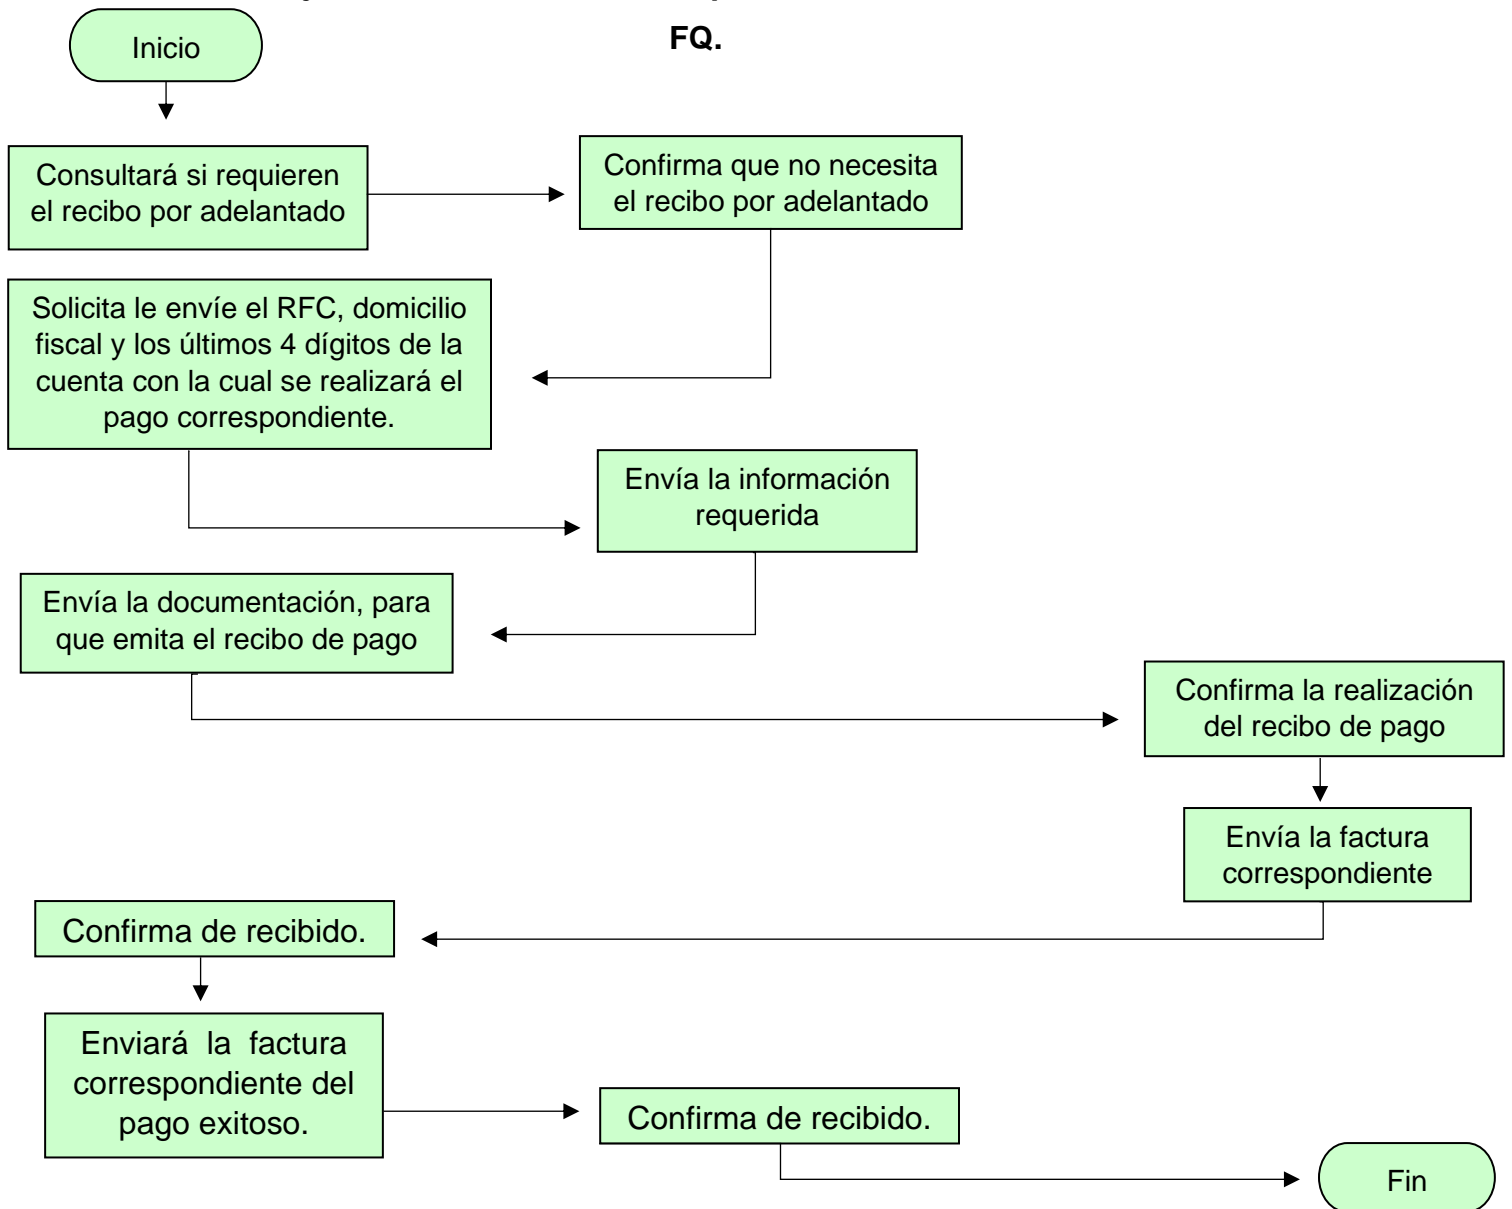 FQ.
Inicio
Consultará si requieren
el recibo por adelantado
Confirma que no necesita
el recibo por adelantado
Solicita le envíe el RFC, domicilio
fiscal y los últimos 4 dígitos de la
cuenta con la cual se realizará el
pago correspondiente.
Envía la información
requerida
Envía la documentación, para
que emita el recibo de pago
Confirma la realización
del recibo de pago
Envía la factura
correspondiente
Confirma de recibido.
Enviará la factura
correspondiente del
pago exitoso.
Confirma de recibido.
Fin